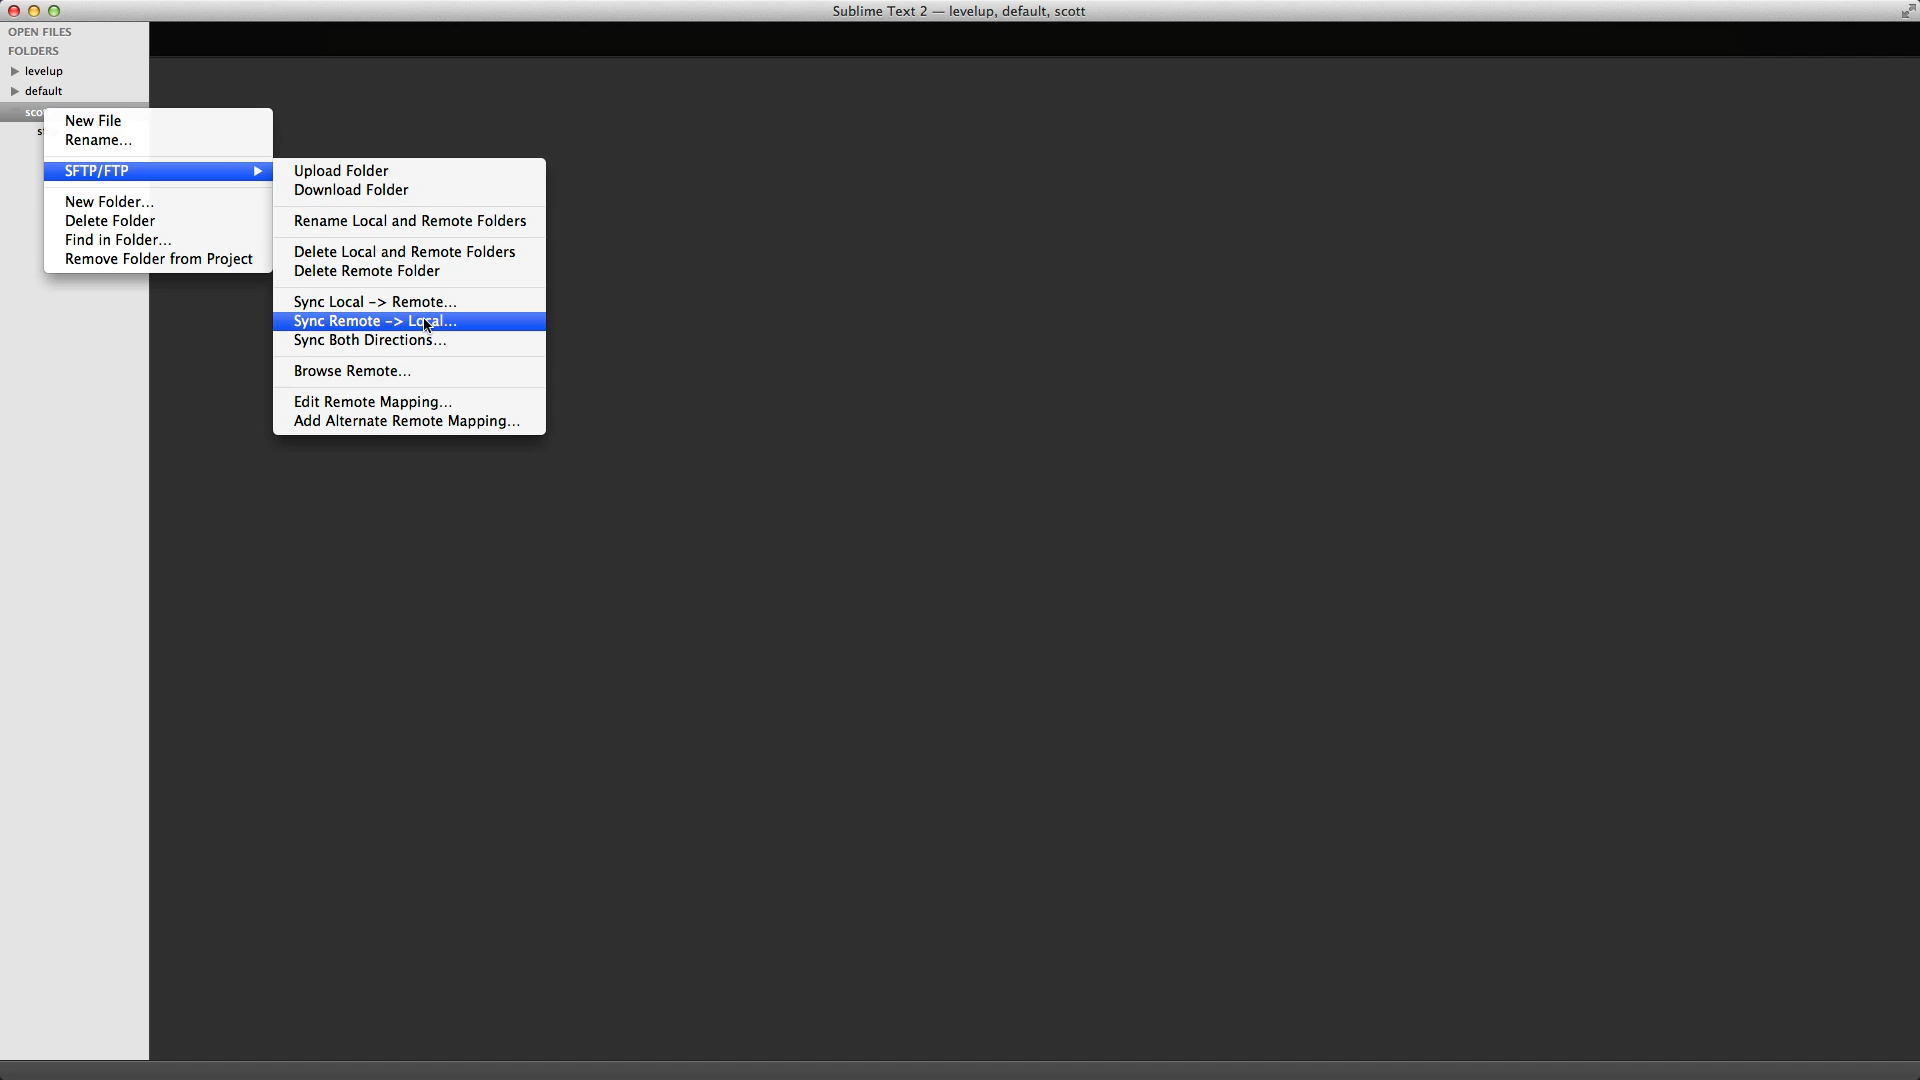 Sublime Text 2 — levelup, default, scott
OPEN FILES
FOLDERS
levelup
default
New File
Rename...
SFTP/FTP
New Folder...
Delete Folder
Find in Folder...
Remove Folder from Project
Upload Folder
Download Folder
Rename Local and Remote Folders
Delete Local and Remote Folders
Delete Remote Folder
Sync Local -> Remote...
Sync Remote -> Local...
Sync Both Directions...
Browse Remote...
Edit Remote Mapping...
Add Alternate Remote Mapping...